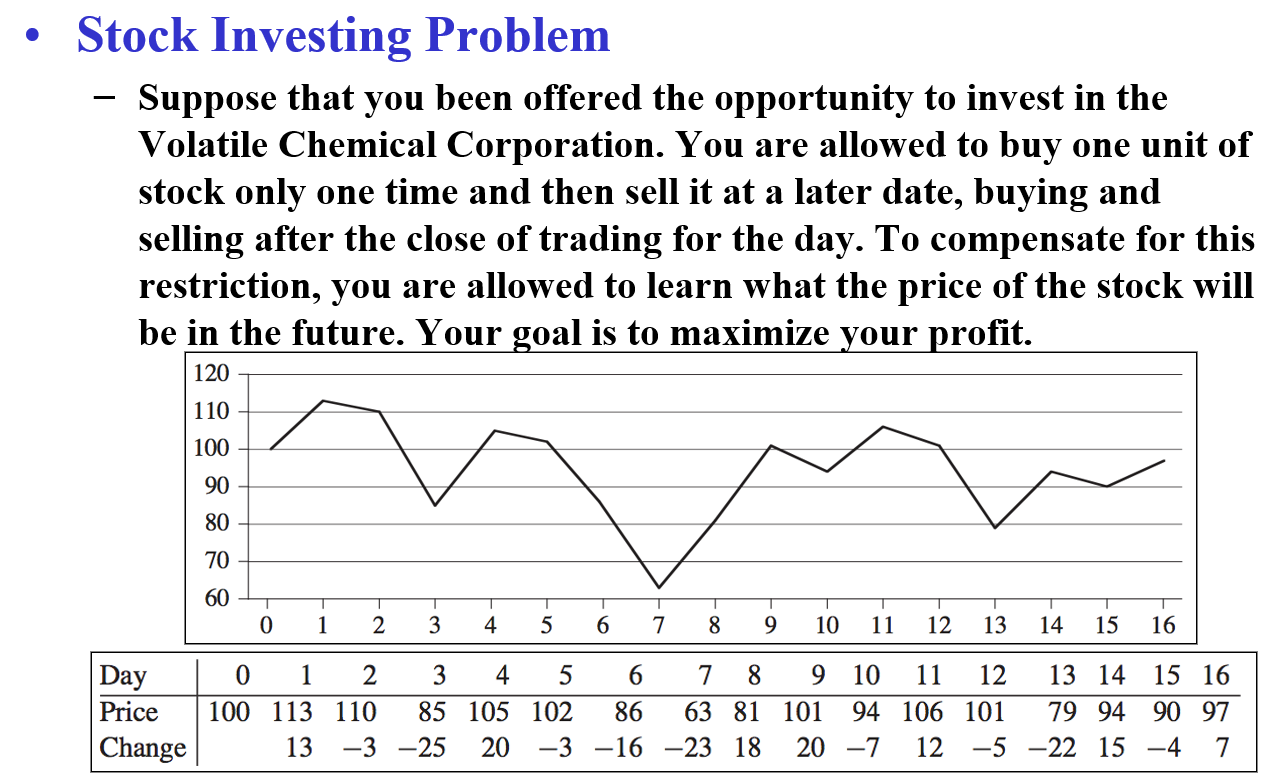 • Stock Investing Problem
– Suppose that you been offered the opportunity to invest in the
Volatile Chemical Corporation. You are allowed to buy one unit of
stock only one time and then sell it at a later date, buying and
selling after the close of trading for the day. To compensate for this
restriction, you are allowed to learn what the price of the stock will
be in the future. Your goal is to maximize your profit.
120
110
100
90
80
70
60
0 1 2 3 4 5 6 7 8 9 10 11 12 13 14 15 16
Day 0 1 2 3 4 5 6 7 8 9 10 11 12 13 14 15 16
Price 100 113 110 85 105 102 86 63 81 101 94 106 101 79 94 90 97
Change 13 −3 −25 20 −3 −16 −23 18 20 −7 12 −5 −22 15 −4 7